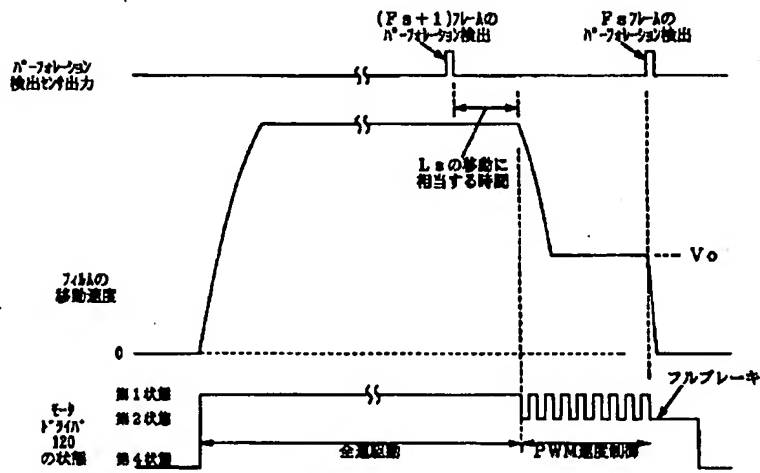 (Fs+1)フレームの
パーフォレーション検出
Fsフレームの
パーフォレーション検出
パーフォレーション
検出センサ出力
Lsの移動に
相当する時間
Vo
フィルムの
移動速度
0
フルブレーキ
第1状態
第2状態
第4状態
モータ
ドライバ
120
の状態
全速駆動
PWM速度制御